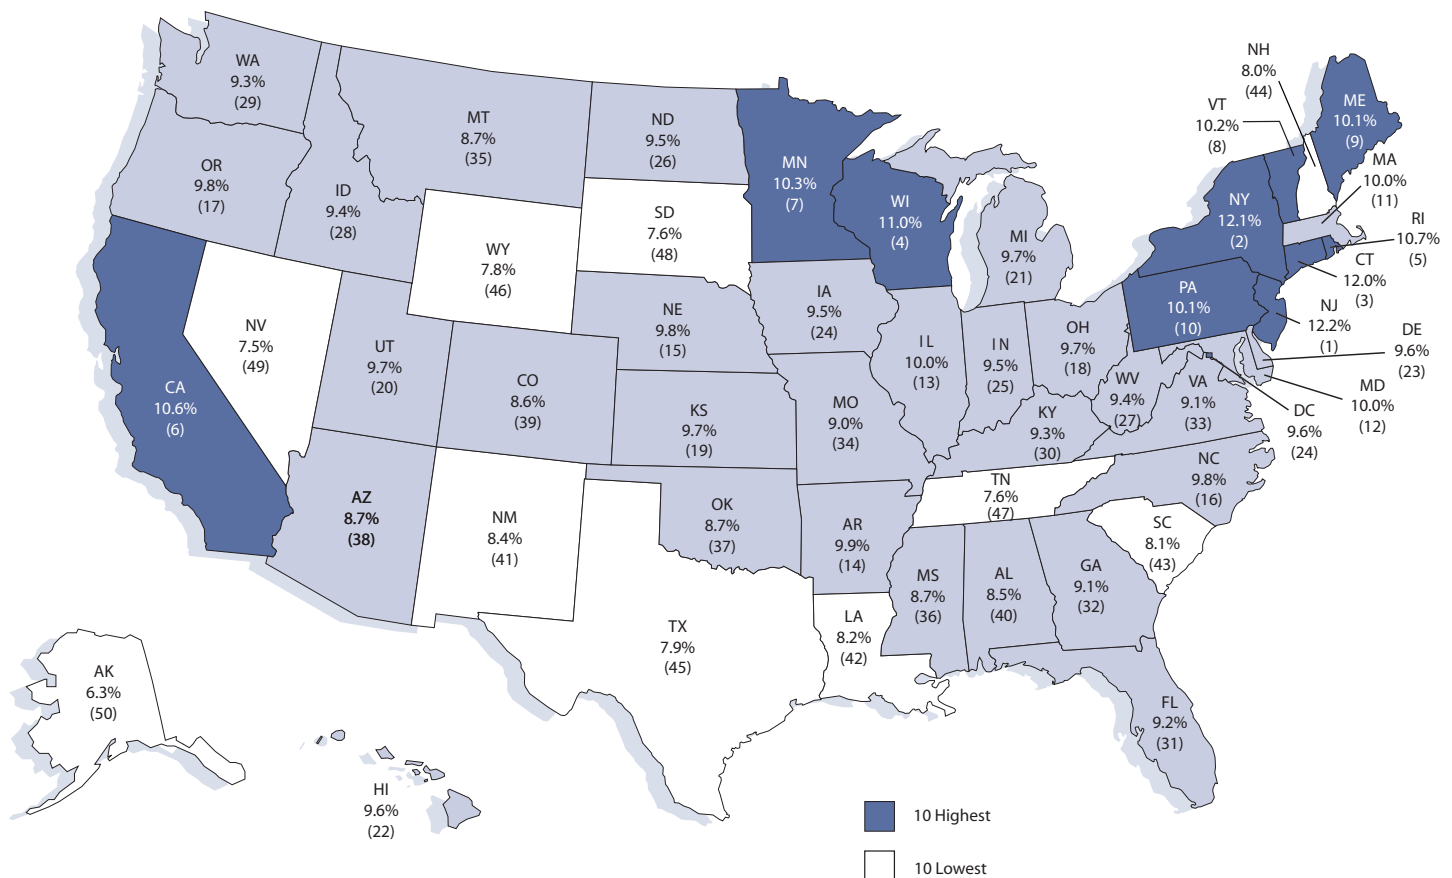 WA
9.3%
(29)
OR
9.8%
(17)
ID
9.4%
(28)
MT
8.7%
(35)
ND
9.5%
(26)
MN
10.3%
(7)
WI
11.0%
(4)
SD
7.6%
(48)
WY
7.8%
(46)
NV
7.5%
(49)
CA
10.6%
(6)
UT
9.7%
(20)
CO
8.6%
(39)
NE
9.8%
(15)
IA
9.5%
(24)
KS
9.7%
(19)
MO
9.0%
(34)
IL
10.0%
(13)
IN
9.5%
(25)
MI
9.7%
(21)
OH
9.7%
(18)
KY
9.3%
(30)
WV
9.4%
(27)
VA
9.1%
(33)
NH
8.0%
(44)
VT
10.2%
(8)
ME
10.1%
(9)
MA
10.0%
(11)
NY
12.1%
(2)
RI
10.7%
(5)
CT
12.0%
(3)
PA
10.1%
(10)
NJ
12.2%
(1)
DE
9.6%
(23)
MD
10.0%
(12)
DC
9.6%
(24)
NC
9.8%
(16)
TN
7.6%
(47)
SC
8.1%
(43)
AZ
8.7%
(38)
NM
8.4%
(41)
OK
8.7%
(37)
AR
9.9%
(14)
MS
8.7%
(36)
AL
8.5%
(40)
GA
9.1%
(32)
LA
8.2%
(42)
TX
7.9%
(45)
FL
9.2%
(31)
AK
6.3%
(50)
HI
9.6%
(22)
10 Highest
10 Lowest